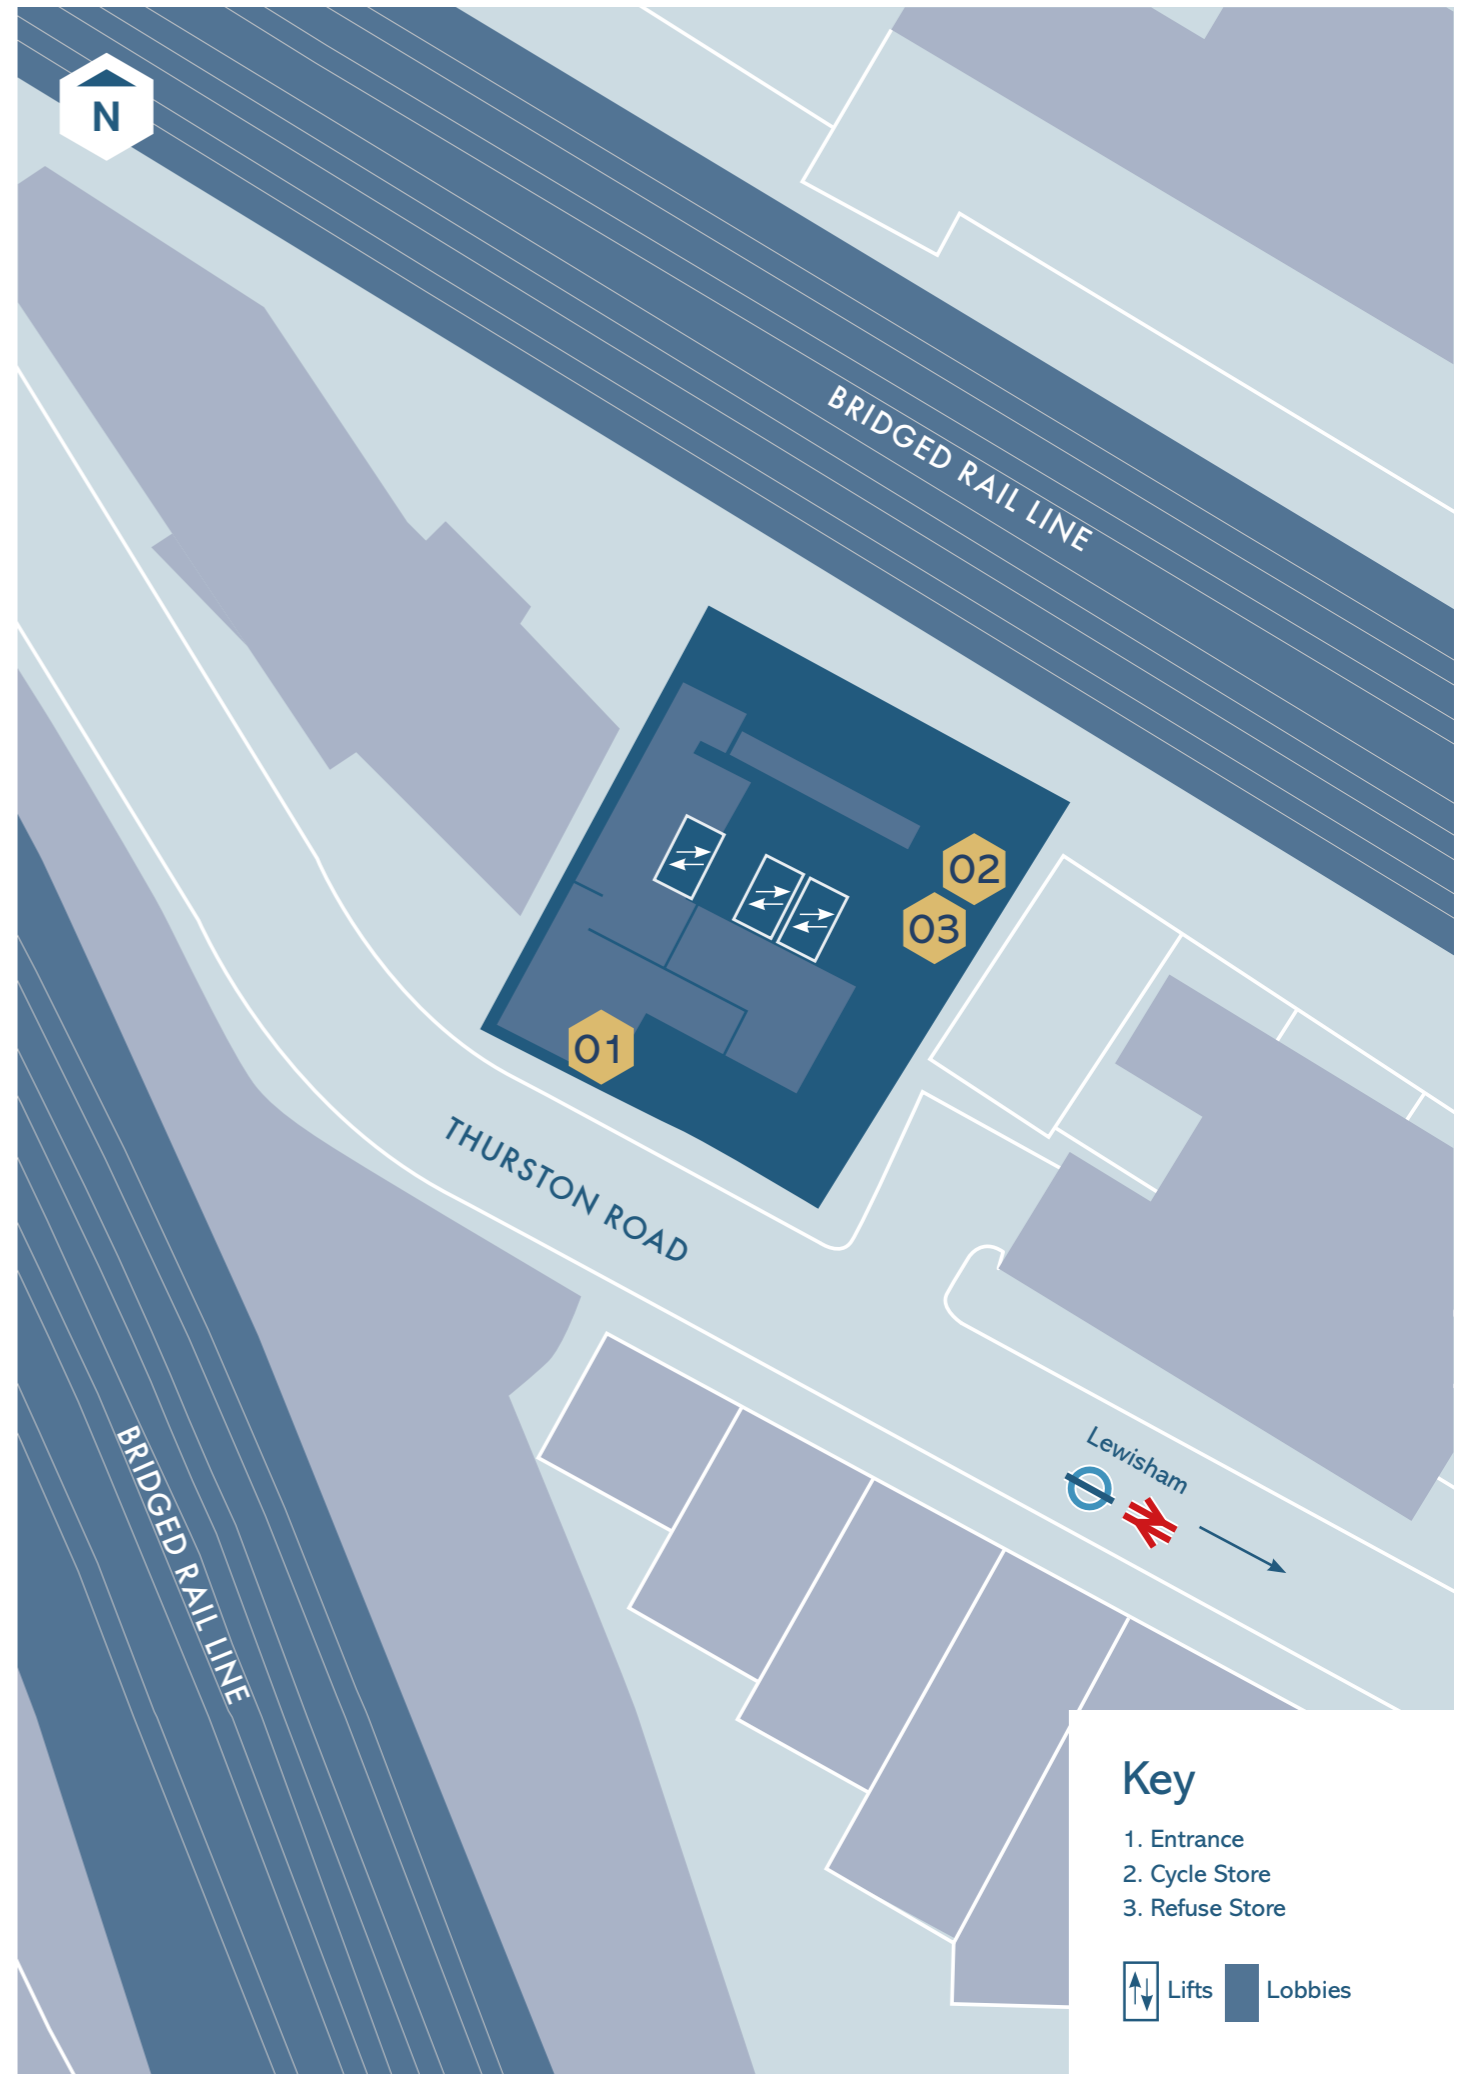 N
BRIDGED RAIL LINE
02
03
01
THURSTON ROAD
BRIDGED RAIL LINE
Lewisham
Key
1. Entrance
2. Cycle Store
3. Refuse Store
Lifts
Lobbies